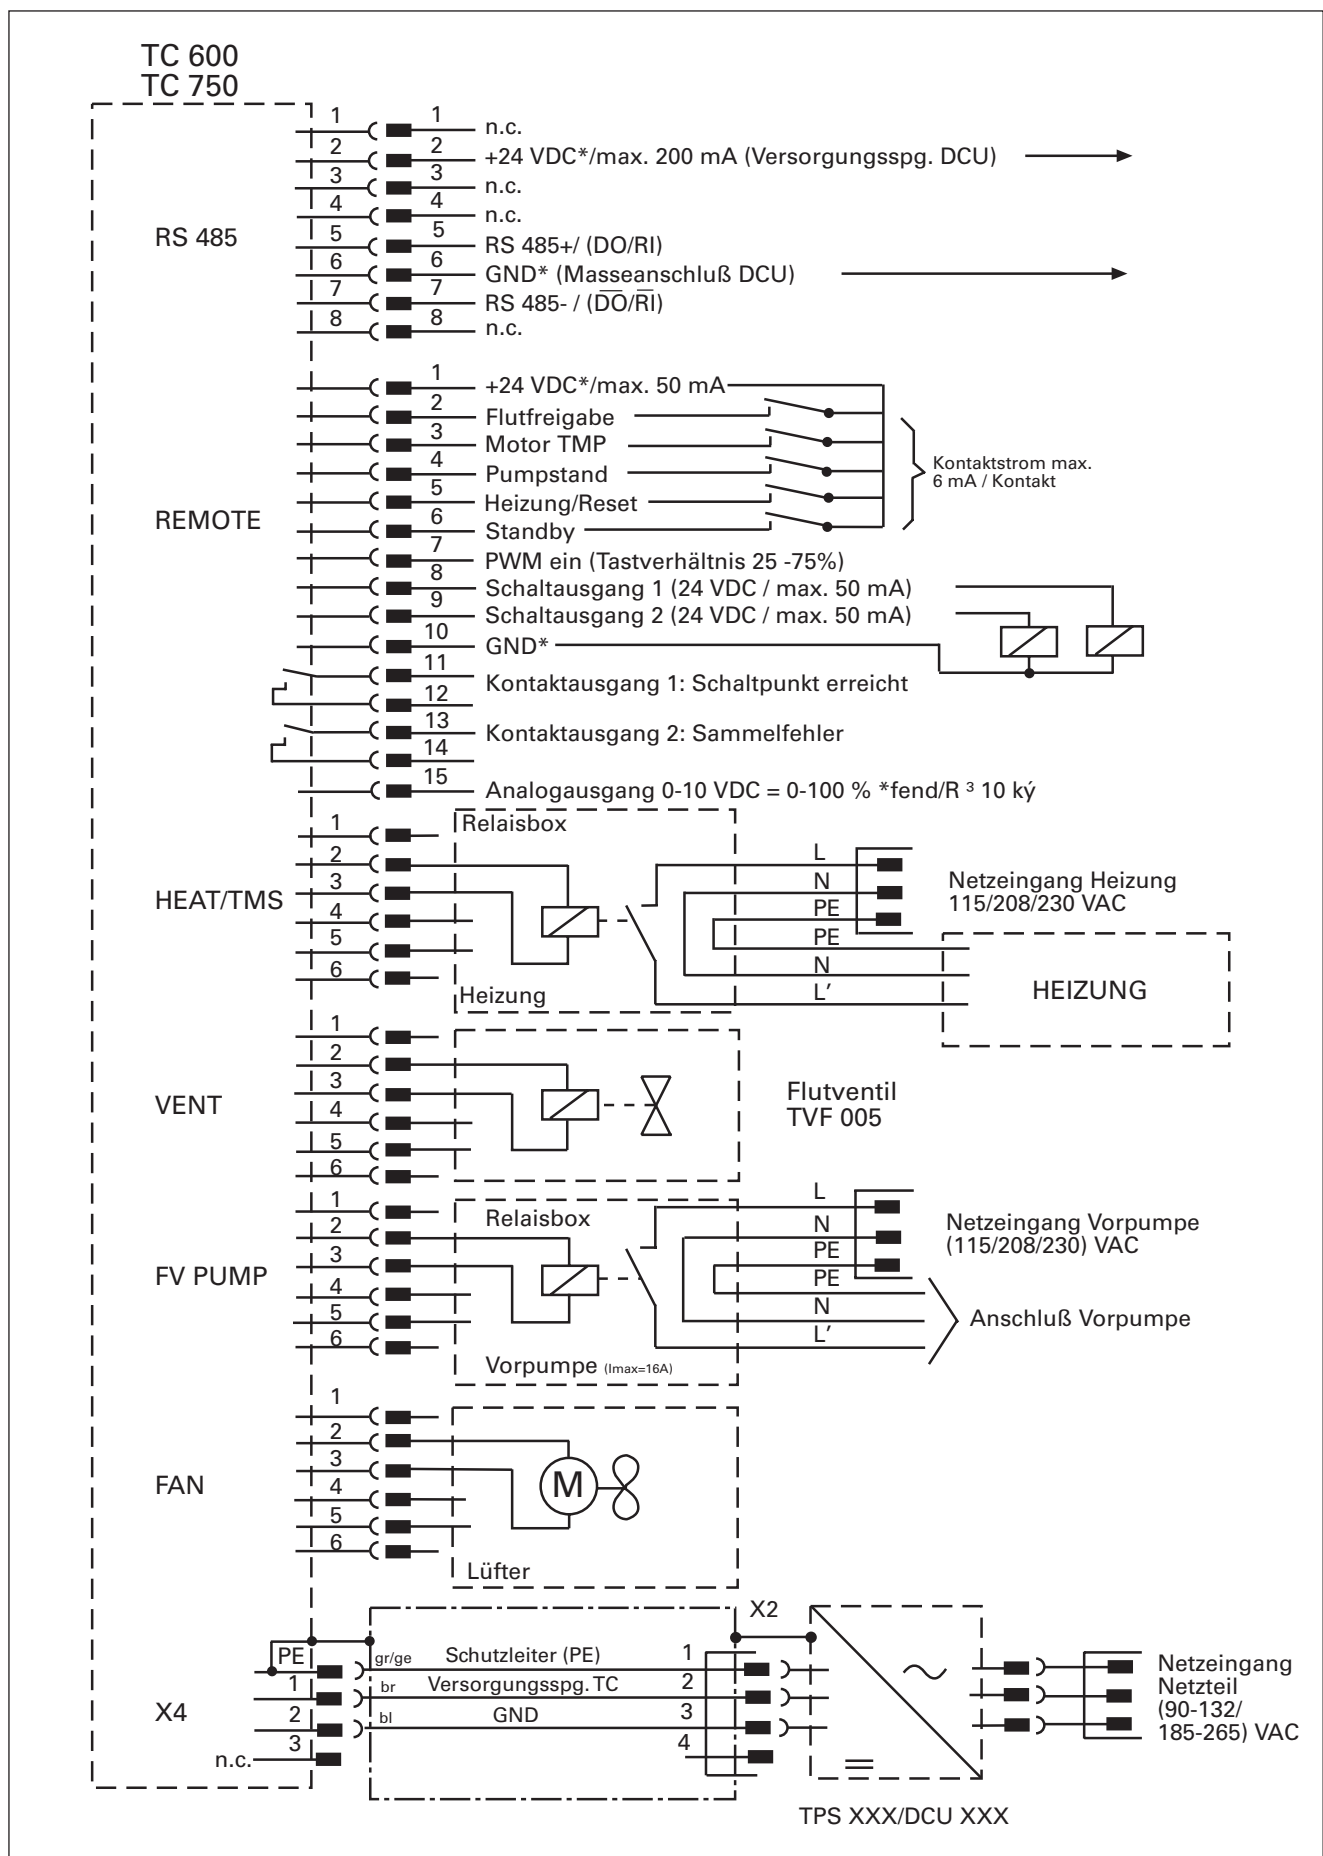 TC 600
TC 750
RS 485
1 1 n.c.
2 2 +24 VDC*/max. 200 mA (Versorgungsspg. DCU)
3 3 n.c.
4 4 n.c.
5 5 RS 485+/ (DO/RI)
6 6 GND* (Masseanschluß DCU)
7 7 RS 485- / (D̅O̅/R̅I̅)
8 8 n.c.
REMOTE
1 +24 VDC*/max. 50 mA
2 Flutfreigabe
3 Motor TMP
4 Pumpstand
5 Heizung/Reset
6 Standby
Kontaktstrom max.
6 mA / Kontakt
7 PWM ein (Tastverhältnis 25 -75%)
8 Schaltausgang 1 (24 VDC / max. 50 mA)
9 Schaltausgang 2 (24 VDC / max. 50 mA)
10 GND*
11
Kontaktausgang 1: Schaltpunkt erreicht
12
13
Kontaktausgang 2: Sammelfehler
14
15 Analogausgang 0-10 VDC = 0-100 % *fend/R ³ 10 ký
HEAT/TMS
1
2
3
4
5
6
Relaisbox
Heizung
L
N
PE
PE
N
L'
Netzeingang Heizung
115/208/230 VAC
HEIZUNG
VENT
1
2
3
4
5
6
Flutventil
TVF 005
FV PUMP
1
2
3
4
5
6
Relaisbox
Vorpumpe (Imax=16A)
L
N
PE
PE
N
L'
Netzeingang Vorpumpe
(115/208/230) VAC
Anschluß Vorpumpe
FAN
1
2
3
4
5
6
M
Lüfter
X4
PE
1
2
3
n.c.
gr/ge Schutzleiter (PE) 1
br Versorgungsspg. TC 2
bl GND 3
4
X2
TPS XXX/DCU XXX
Netzeingang
Netzteil
(90-132/
185-265) VAC